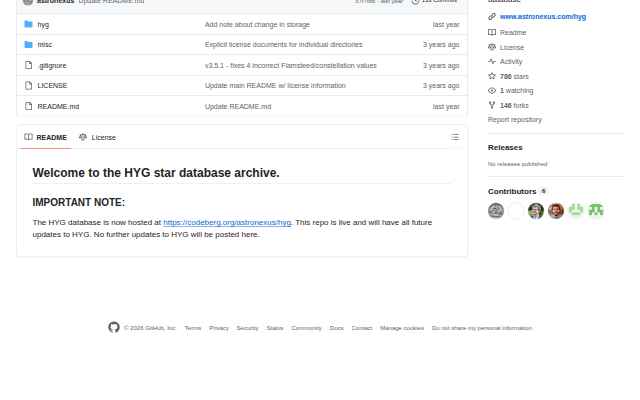 astronexus Update README.md
hyg Add note about change in storage last year
misc Explicit license documents for individual directories 3 years ago
.gitignore v3.5.1 - fixes 4 incorrect Flamsteed/constellation values 3 years ago
LICENSE Update main README w/ license information 3 years ago
README.md Update README.md last year
README License
Welcome to the HYG star database archive.
IMPORTANT NOTE:
The HYG database is now hosted at https://codeberg.org/astronexus/hyg. This repo is live and will have all future
updates to HYG. No further updates to HYG will be posted here.
www.astronexus.com/hyg
Readme
License
Activity
786 stars
1 watching
146 forks
Report repository
Releases
No releases published
Contributors 6
© 2026 GitHub, Inc. Terms Privacy Security Status Community Docs Contact Manage cookies Do not share my personal information